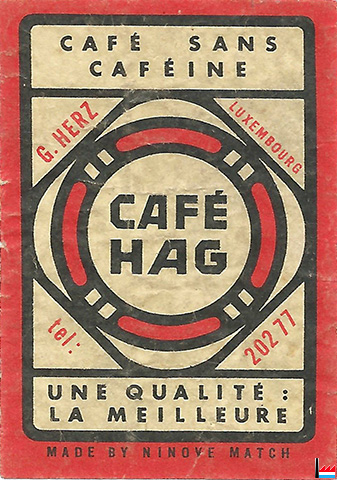 CAFÉ SANS
CAFÉINE
G. HERZ
LUXEMBOURG
CAFÉ
HAG
tel:
202 77
UNE QUALITÉ :
LA MEILLEURE
MADE BY NINOVE MATCH